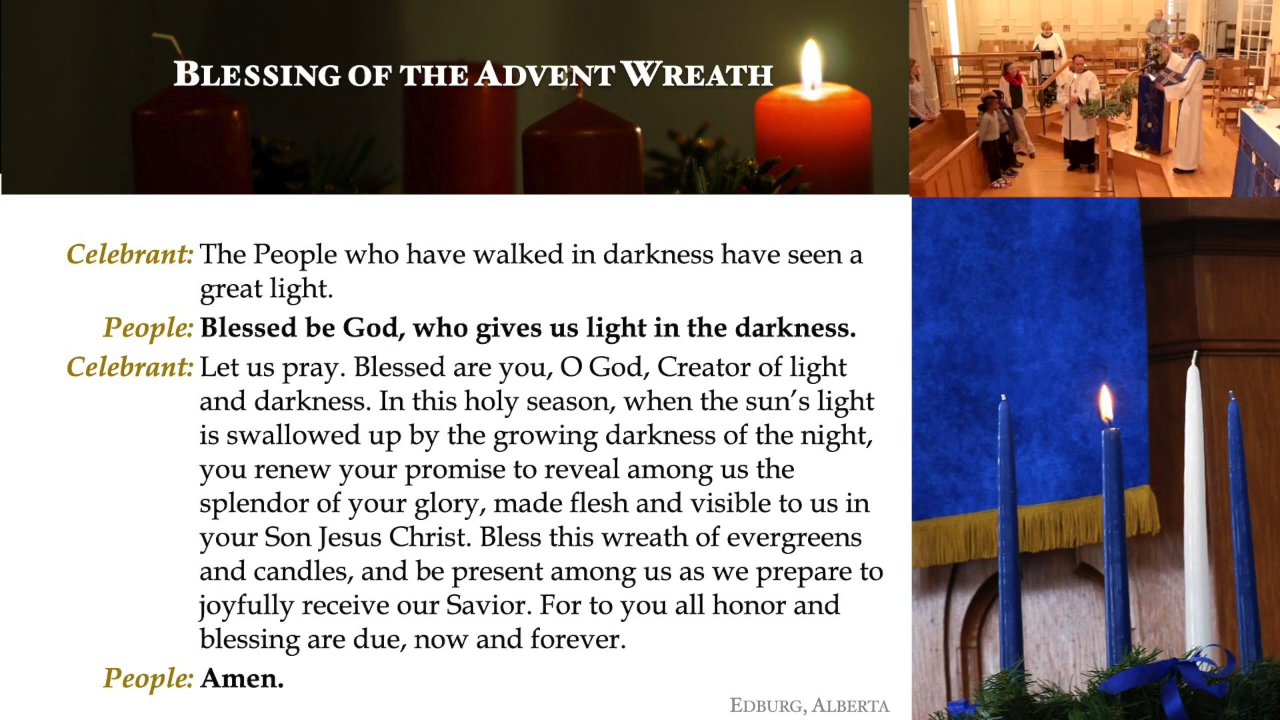 BLESSING OF THE ADVENT WREATH
Celebrant: The People who have walked in darkness have seen a
great light.
People: Blessed be God, who gives us light in the darkness.
Celebrant: Let us pray. Blessed are you, O God, Creator of light
and darkness. In this holy season, when the sun’s light
is swallowed up by the growing darkness of the night,
you renew your promise to reveal among us the
splendor of your glory, made flesh and visible to us in
your Son Jesus Christ. Bless this wreath of evergreens
and candles, and be present among us as we prepare to
joyfully receive our Savior. For to you all honor and
blessing are due, now and forever.
People: Amen.
EDBURG, ALBERTA